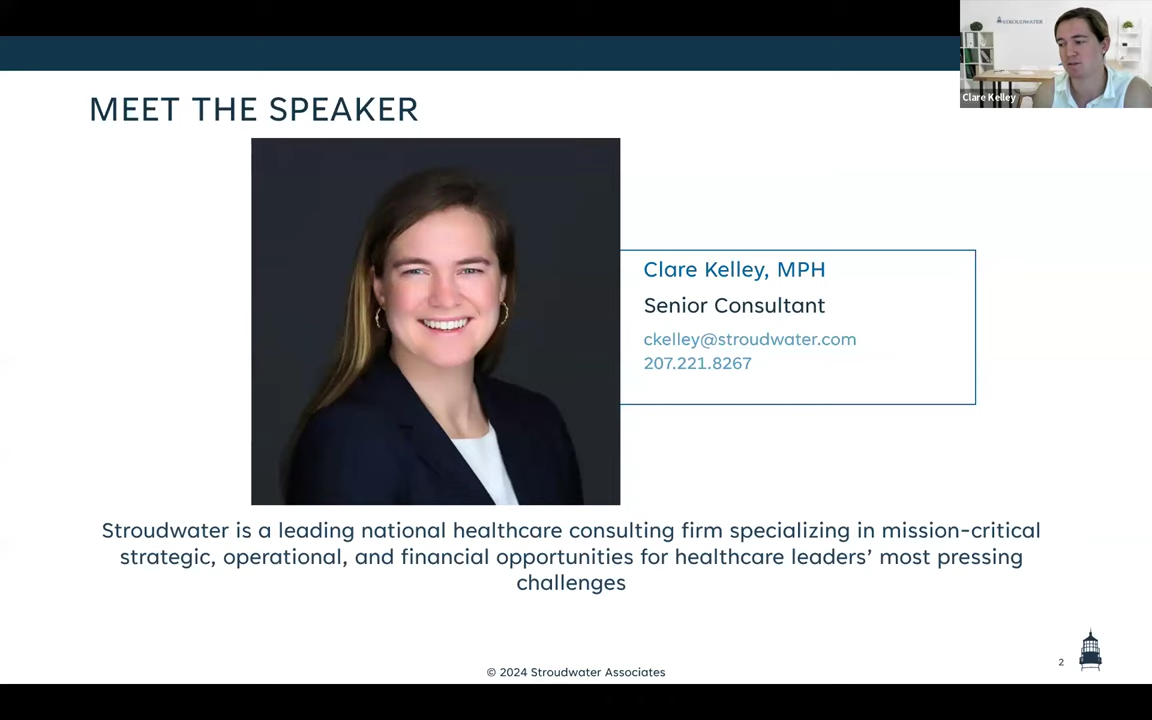 STROUDWATER
Clare Kelley
MEET THE SPEAKER
Clare Kelley, MPH
Senior Consultant
ckelley@stroudwater.com
207.221.8267
Stroudwater is a leading national healthcare consulting firm specializing in mission-critical
strategic, operational, and financial opportunities for healthcare leaders’ most pressing
challenges
© 2024 Stroudwater Associates
2